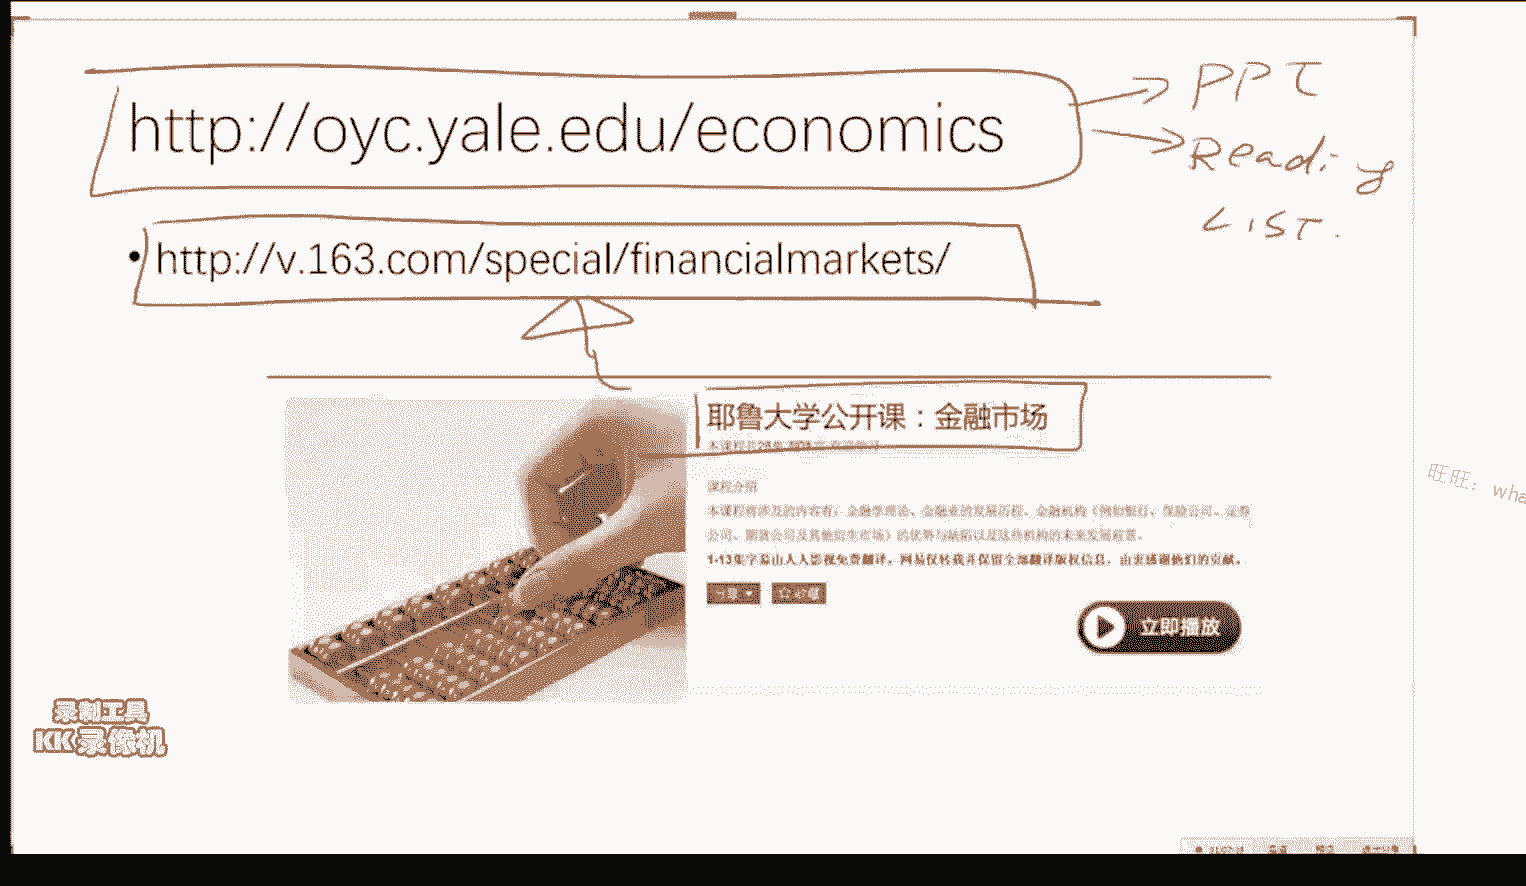 http://oyc.yale.edu/economics
PPT
Reading
LIST.
• http://v.163.com/special/financialmarkets/
耶鲁大学公开课：金融市场
课程介绍
本课程将涉及的内容有：金融学理论、金融业的发展历程、金融机构（例如银行、保险公司、证券
公司、期货公司及其他衍生市场）的优势与缺陷以及这些机构的未来发展前景。
1-13集字幕由人人影视免费翻译，网易仅转载并保留全部翻译版权信息，由衷感谢他们的贡献。
立即播放
旺旺：wha
录制工具
KK录像机